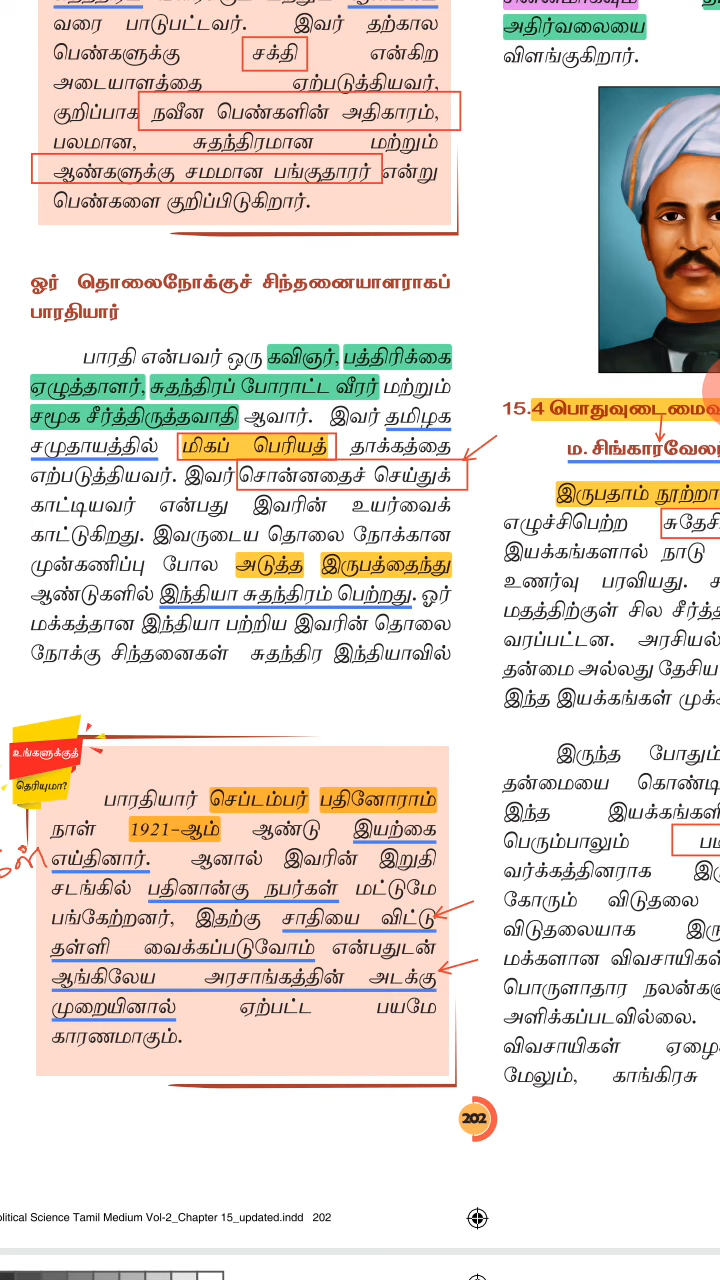 வரை பாடுபட்டவர். இவர் தற்கால
பெண்களுக்கு சக்தி என்கிற
அடையாளத்தை ஏற்படுத்தியவர்,
குறிப்பாக நவீன பெண்களின் அதிகாரம்,
பலமான, சுதந்திரமான மற்றும்
ஆண்களுக்கு சமமான பங்குதாரர் என்று
பெண்களை குறிப்பிடுகிறார்.
ஓர் தொலைநோக்குச் சிந்தனையாளராகப்
பாரதியார்
பாரதி என்பவர் ஒரு கவிஞர், பத்திரிக்கை
ஏழுத்தாளர், சுதந்திரப் போராட்ட வீரர் மற்றும்
சமூக சீர்த்திருத்தவாதி ஆவார். இவர் தமிழக
சமுதாயத்தில் மிகப் பெரியத் தாக்கத்தை
எற்படுத்தியவர். இவர் சொன்னதைச் செய்துக்
காட்டியவர் என்பது இவரின் உயர்வைக்
காட்டுகிறது. இவருடைய தொலை நோக்கான
முன்கணிப்பு போல அடுத்த இருபத்தைந்து
ஆண்டுகளில் இந்தியா சுதந்திரம் பெற்றது. ஓர்
மக்கத்தான இந்தியா பற்றிய இவரின் தொலை
நோக்கு சிந்தனைகள் சுதந்திர இந்தியாவில்
உங்களுக்குத்
தெரியுமா?
பாரதியார் செப்டம்பர் பதினோராம்
நாள் 1921-ஆம் ஆண்டு இயற்கை
எய்தினார். ஆனால் இவரின் இறுதி
சடங்கில் பதினான்கு நபர்கள் மட்டுமே
பங்கேற்றனர், இதற்கு சாதியை விட்டு
தள்ளி வைக்கப்படுவோம் என்பதுடன்
ஆங்கிலேய அரசாங்கத்தின் அடக்கு
முறையினால் ஏற்பட்ட பயமே
காரணமாகும்.
அதிர்வலையை
விளங்குகிறார்.
15.4 பொதுவுடைமை
ம. சிங்காரவேல
இருபதாம் நூற்றா
எழுச்சிபெற்ற சுதேசி
இயக்கங்களால் நாடு
உணர்வு பரவியது.
மதத்திற்குள் சில சீர்த்த
வரப்பட்டன. அரசியல்
தன்மை அல்லது தேசிய
இந்த இயக்கங்கள் முக்க
இருந்த போதும்
தன்மையை கொண்டி
இந்த இயக்கங்களி
பெரும்பாலும்
வர்க்கத்தினராக இரு
கோரும் விடுதலை
விடுதலையாக இரு
மக்களான விவசாயிகள்
பொருளாதார நலன்கள
அளிக்கப்படவில்லை.
விவசாயிகள் ஏழை
மேலும், காங்கிரசு
202
olitical Science Tamil Medium Vol-2_Chapter 15_updated.indd 202